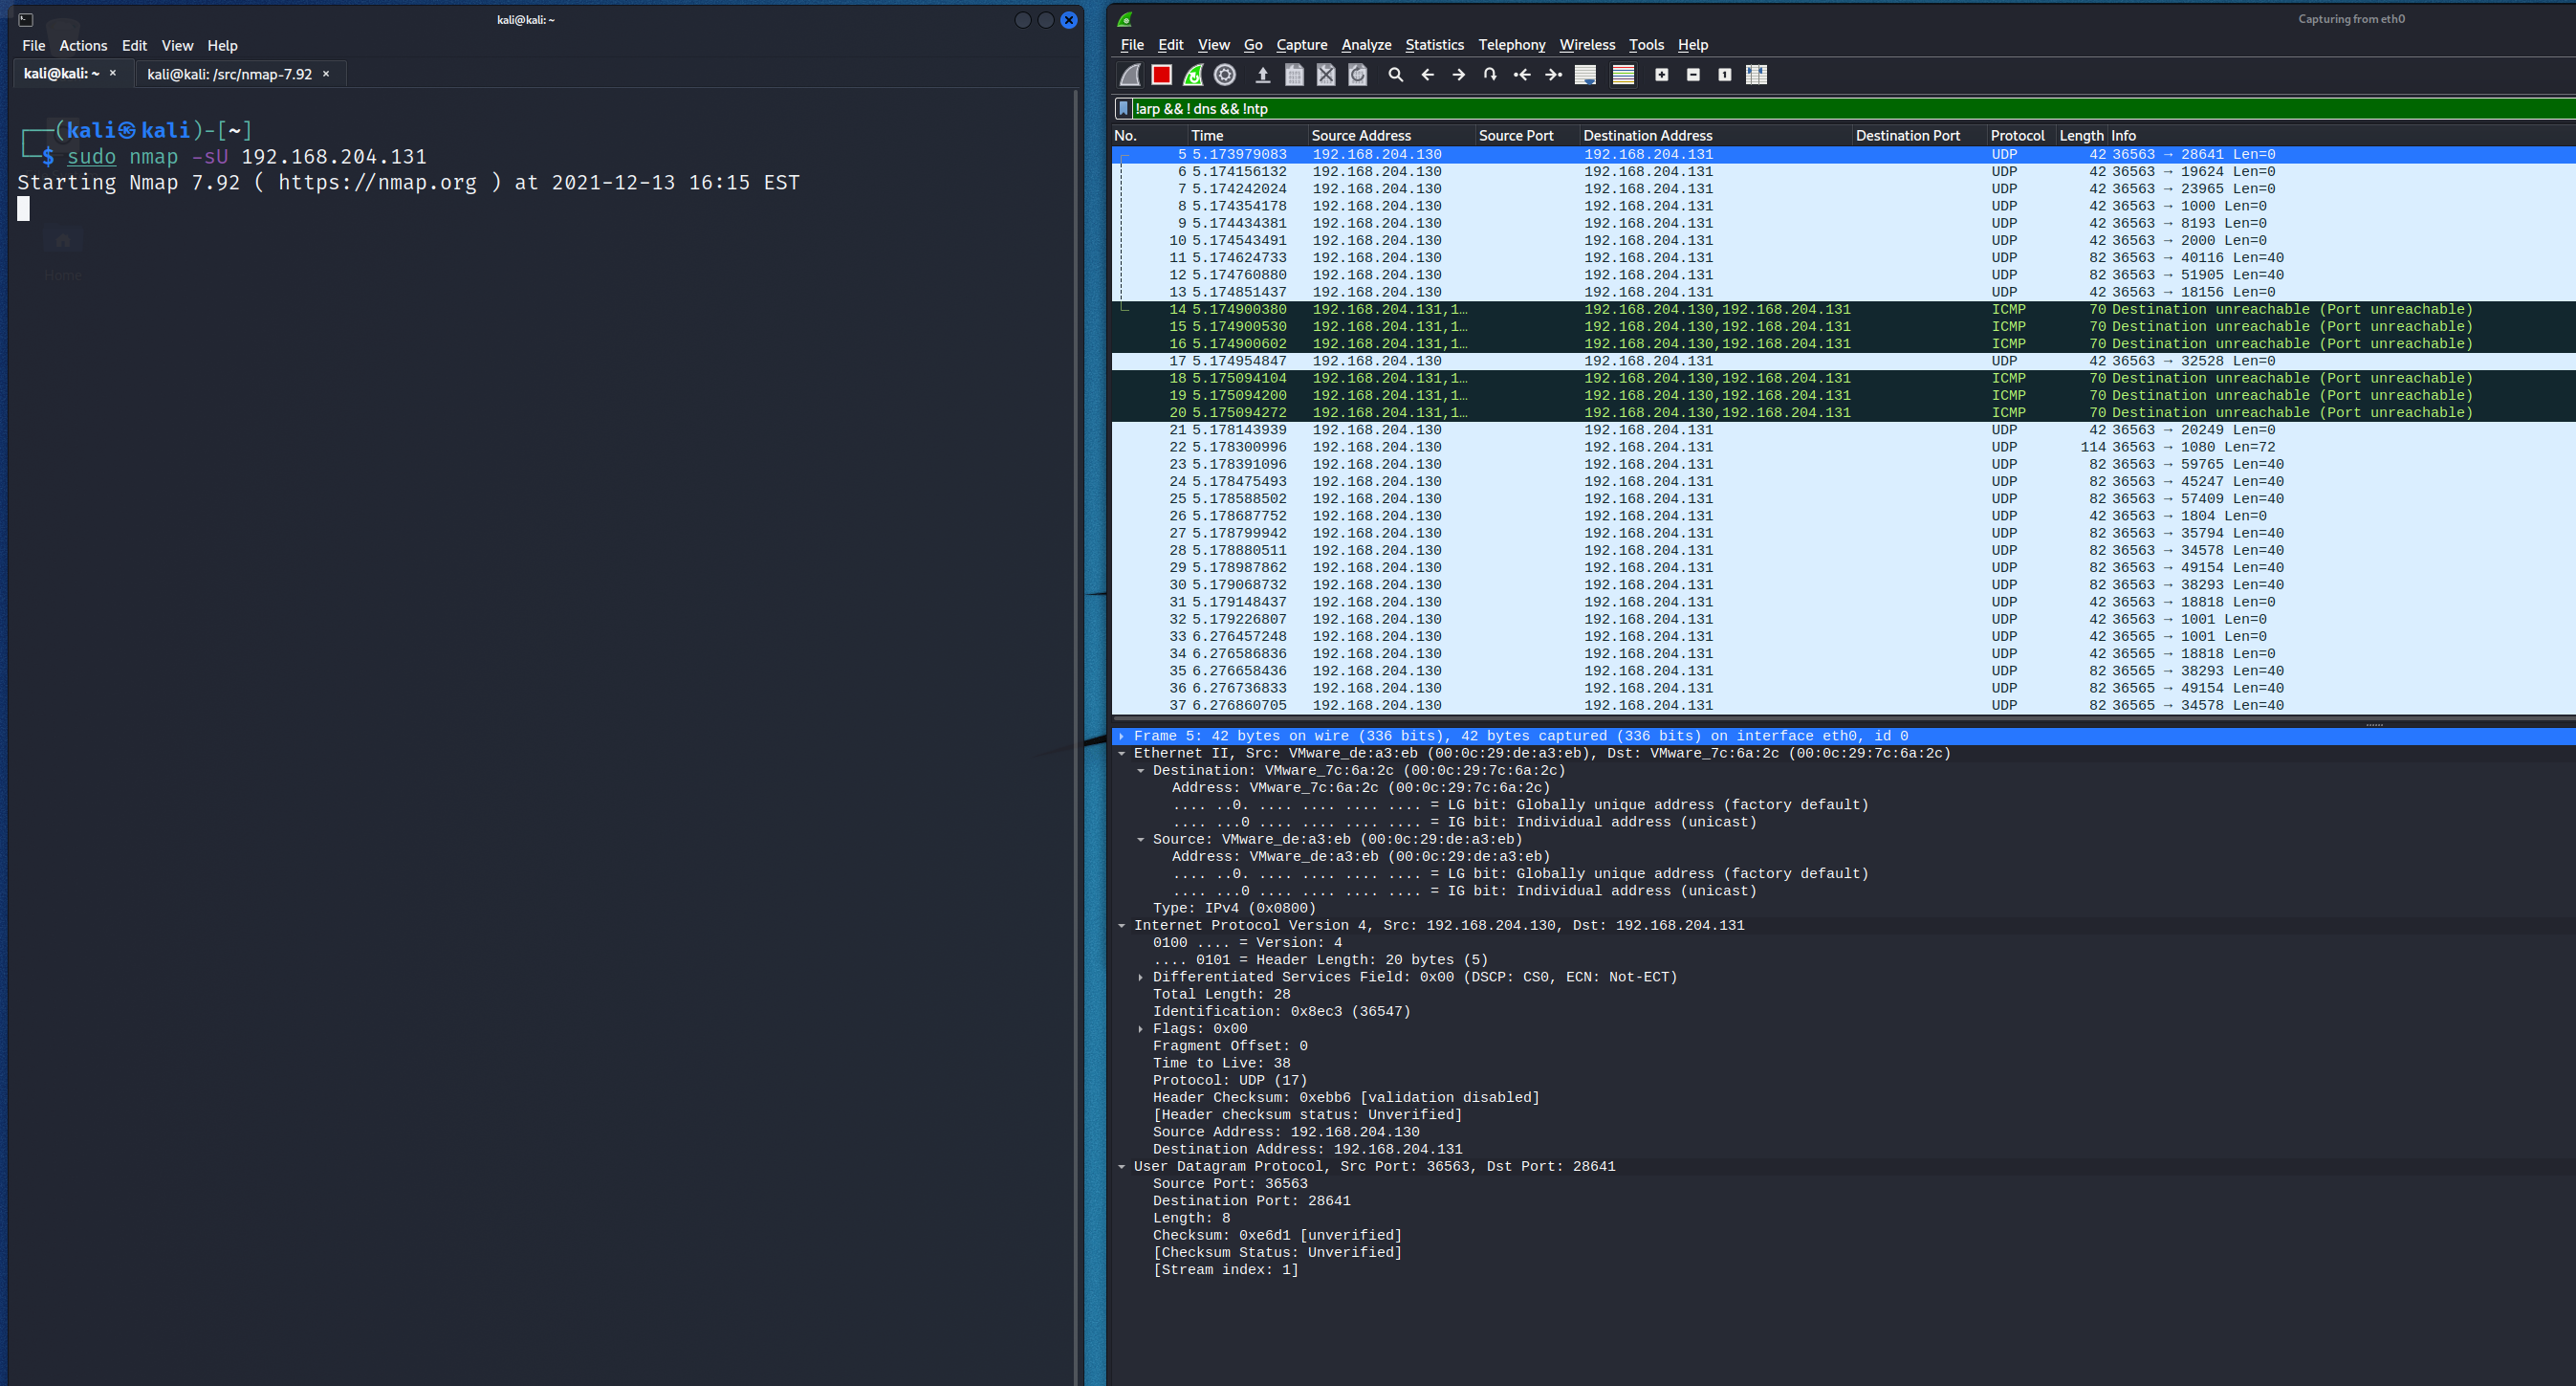 kali@kali: ~
File Actions Edit View Help
kali@kali: ~ × kali@kali: /src/nmap-7.92 ×
┌──(kali㉿kali)-[~]
└─$ sudo nmap -sU 192.168.204.131
Starting Nmap 7.92 ( https://nmap.org ) at 2021-12-13 16:15 EST
Home
Capturing from eth0
File Edit View Go Capture Analyze Statistics Telephony Wireless Tools Help
!arp && ! dns && !ntp
No. Time Source Address Source Port Destination Address Destination Port Protocol Length Info
5 5.173979083 192.168.204.130 192.168.204.131 UDP 42 36563 → 28641 Len=0
6 5.174156132 192.168.204.130 192.168.204.131 UDP 42 36563 → 19624 Len=0
7 5.174242024 192.168.204.130 192.168.204.131 UDP 42 36563 → 23965 Len=0
8 5.174354178 192.168.204.130 192.168.204.131 UDP 42 36563 → 1000 Len=0
9 5.174434381 192.168.204.130 192.168.204.131 UDP 42 36563 → 8193 Len=0
10 5.174543491 192.168.204.130 192.168.204.131 UDP 42 36563 → 2000 Len=0
11 5.174624733 192.168.204.130 192.168.204.131 UDP 82 36563 → 40116 Len=40
12 5.174760880 192.168.204.130 192.168.204.131 UDP 82 36563 → 51905 Len=40
13 5.174851437 192.168.204.130 192.168.204.131 UDP 42 36563 → 18156 Len=0
14 5.174900380 192.168.204.131,1… 192.168.204.130,192.168.204.131 ICMP 70 Destination unreachable (Port unreachable)
15 5.174900530 192.168.204.131,1… 192.168.204.130,192.168.204.131 ICMP 70 Destination unreachable (Port unreachable)
16 5.174900602 192.168.204.131,1… 192.168.204.130,192.168.204.131 ICMP 70 Destination unreachable (Port unreachable)
17 5.174954847 192.168.204.130 192.168.204.131 UDP 42 36563 → 32528 Len=0
18 5.175094104 192.168.204.131,1… 192.168.204.130,192.168.204.131 ICMP 70 Destination unreachable (Port unreachable)
19 5.175094200 192.168.204.131,1… 192.168.204.130,192.168.204.131 ICMP 70 Destination unreachable (Port unreachable)
20 5.175094272 192.168.204.131,1… 192.168.204.130,192.168.204.131 ICMP 70 Destination unreachable (Port unreachable)
21 5.178143939 192.168.204.130 192.168.204.131 UDP 42 36563 → 20249 Len=0
22 5.178300996 192.168.204.130 192.168.204.131 UDP 114 36563 → 1080 Len=72
23 5.178391096 192.168.204.130 192.168.204.131 UDP 82 36563 → 59765 Len=40
24 5.178475493 192.168.204.130 192.168.204.131 UDP 82 36563 → 45247 Len=40
25 5.178588502 192.168.204.130 192.168.204.131 UDP 82 36563 → 57409 Len=40
26 5.178687752 192.168.204.130 192.168.204.131 UDP 42 36563 → 1804 Len=0
27 5.178799942 192.168.204.130 192.168.204.131 UDP 82 36563 → 35794 Len=40
28 5.178880511 192.168.204.130 192.168.204.131 UDP 82 36563 → 34578 Len=40
29 5.178987862 192.168.204.130 192.168.204.131 UDP 82 36563 → 49154 Len=40
30 5.179068732 192.168.204.130 192.168.204.131 UDP 82 36563 → 38293 Len=40
31 5.179148437 192.168.204.130 192.168.204.131 UDP 42 36563 → 18818 Len=0
32 5.179226807 192.168.204.130 192.168.204.131 UDP 42 36563 → 1001 Len=0
33 6.276457248 192.168.204.130 192.168.204.131 UDP 42 36565 → 1001 Len=0
34 6.276586836 192.168.204.130 192.168.204.131 UDP 42 36565 → 18818 Len=0
35 6.276658436 192.168.204.130 192.168.204.131 UDP 82 36565 → 38293 Len=40
36 6.276736833 192.168.204.130 192.168.204.131 UDP 82 36565 → 49154 Len=40
37 6.276860705 192.168.204.130 192.168.204.131 UDP 82 36565 → 34578 Len=40
Frame 5: 42 bytes on wire (336 bits), 42 bytes captured (336 bits) on interface eth0, id 0
Ethernet II, Src: VMware_de:a3:eb (00:0c:29:de:a3:eb), Dst: VMware_7c:6a:2c (00:0c:29:7c:6a:2c)
Destination: VMware_7c:6a:2c (00:0c:29:7c:6a:2c)
Address: VMware_7c:6a:2c (00:0c:29:7c:6a:2c)
.... ..0. .... .... .... .... = LG bit: Globally unique address (factory default)
.... ...0 .... .... .... .... = IG bit: Individual address (unicast)
Source: VMware_de:a3:eb (00:0c:29:de:a3:eb)
Address: VMware_de:a3:eb (00:0c:29:de:a3:eb)
.... ..0. .... .... .... .... = LG bit: Globally unique address (factory default)
.... ...0 .... .... .... .... = IG bit: Individual address (unicast)
Type: IPv4 (0x0800)
Internet Protocol Version 4, Src: 192.168.204.130, Dst: 192.168.204.131
0100 .... = Version: 4
.... 0101 = Header Length: 20 bytes (5)
Differentiated Services Field: 0x00 (DSCP: CS0, ECN: Not-ECT)
Total Length: 28
Identification: 0x8ec3 (36547)
Flags: 0x00
Fragment Offset: 0
Time to Live: 38
Protocol: UDP (17)
Header Checksum: 0xebb6 [validation disabled]
[Header checksum status: Unverified]
Source Address: 192.168.204.130
Destination Address: 192.168.204.131
User Datagram Protocol, Src Port: 36563, Dst Port: 28641
Source Port: 36563
Destination Port: 28641
Length: 8
Checksum: 0xe6d1 [unverified]
[Checksum Status: Unverified]
[Stream index: 1]